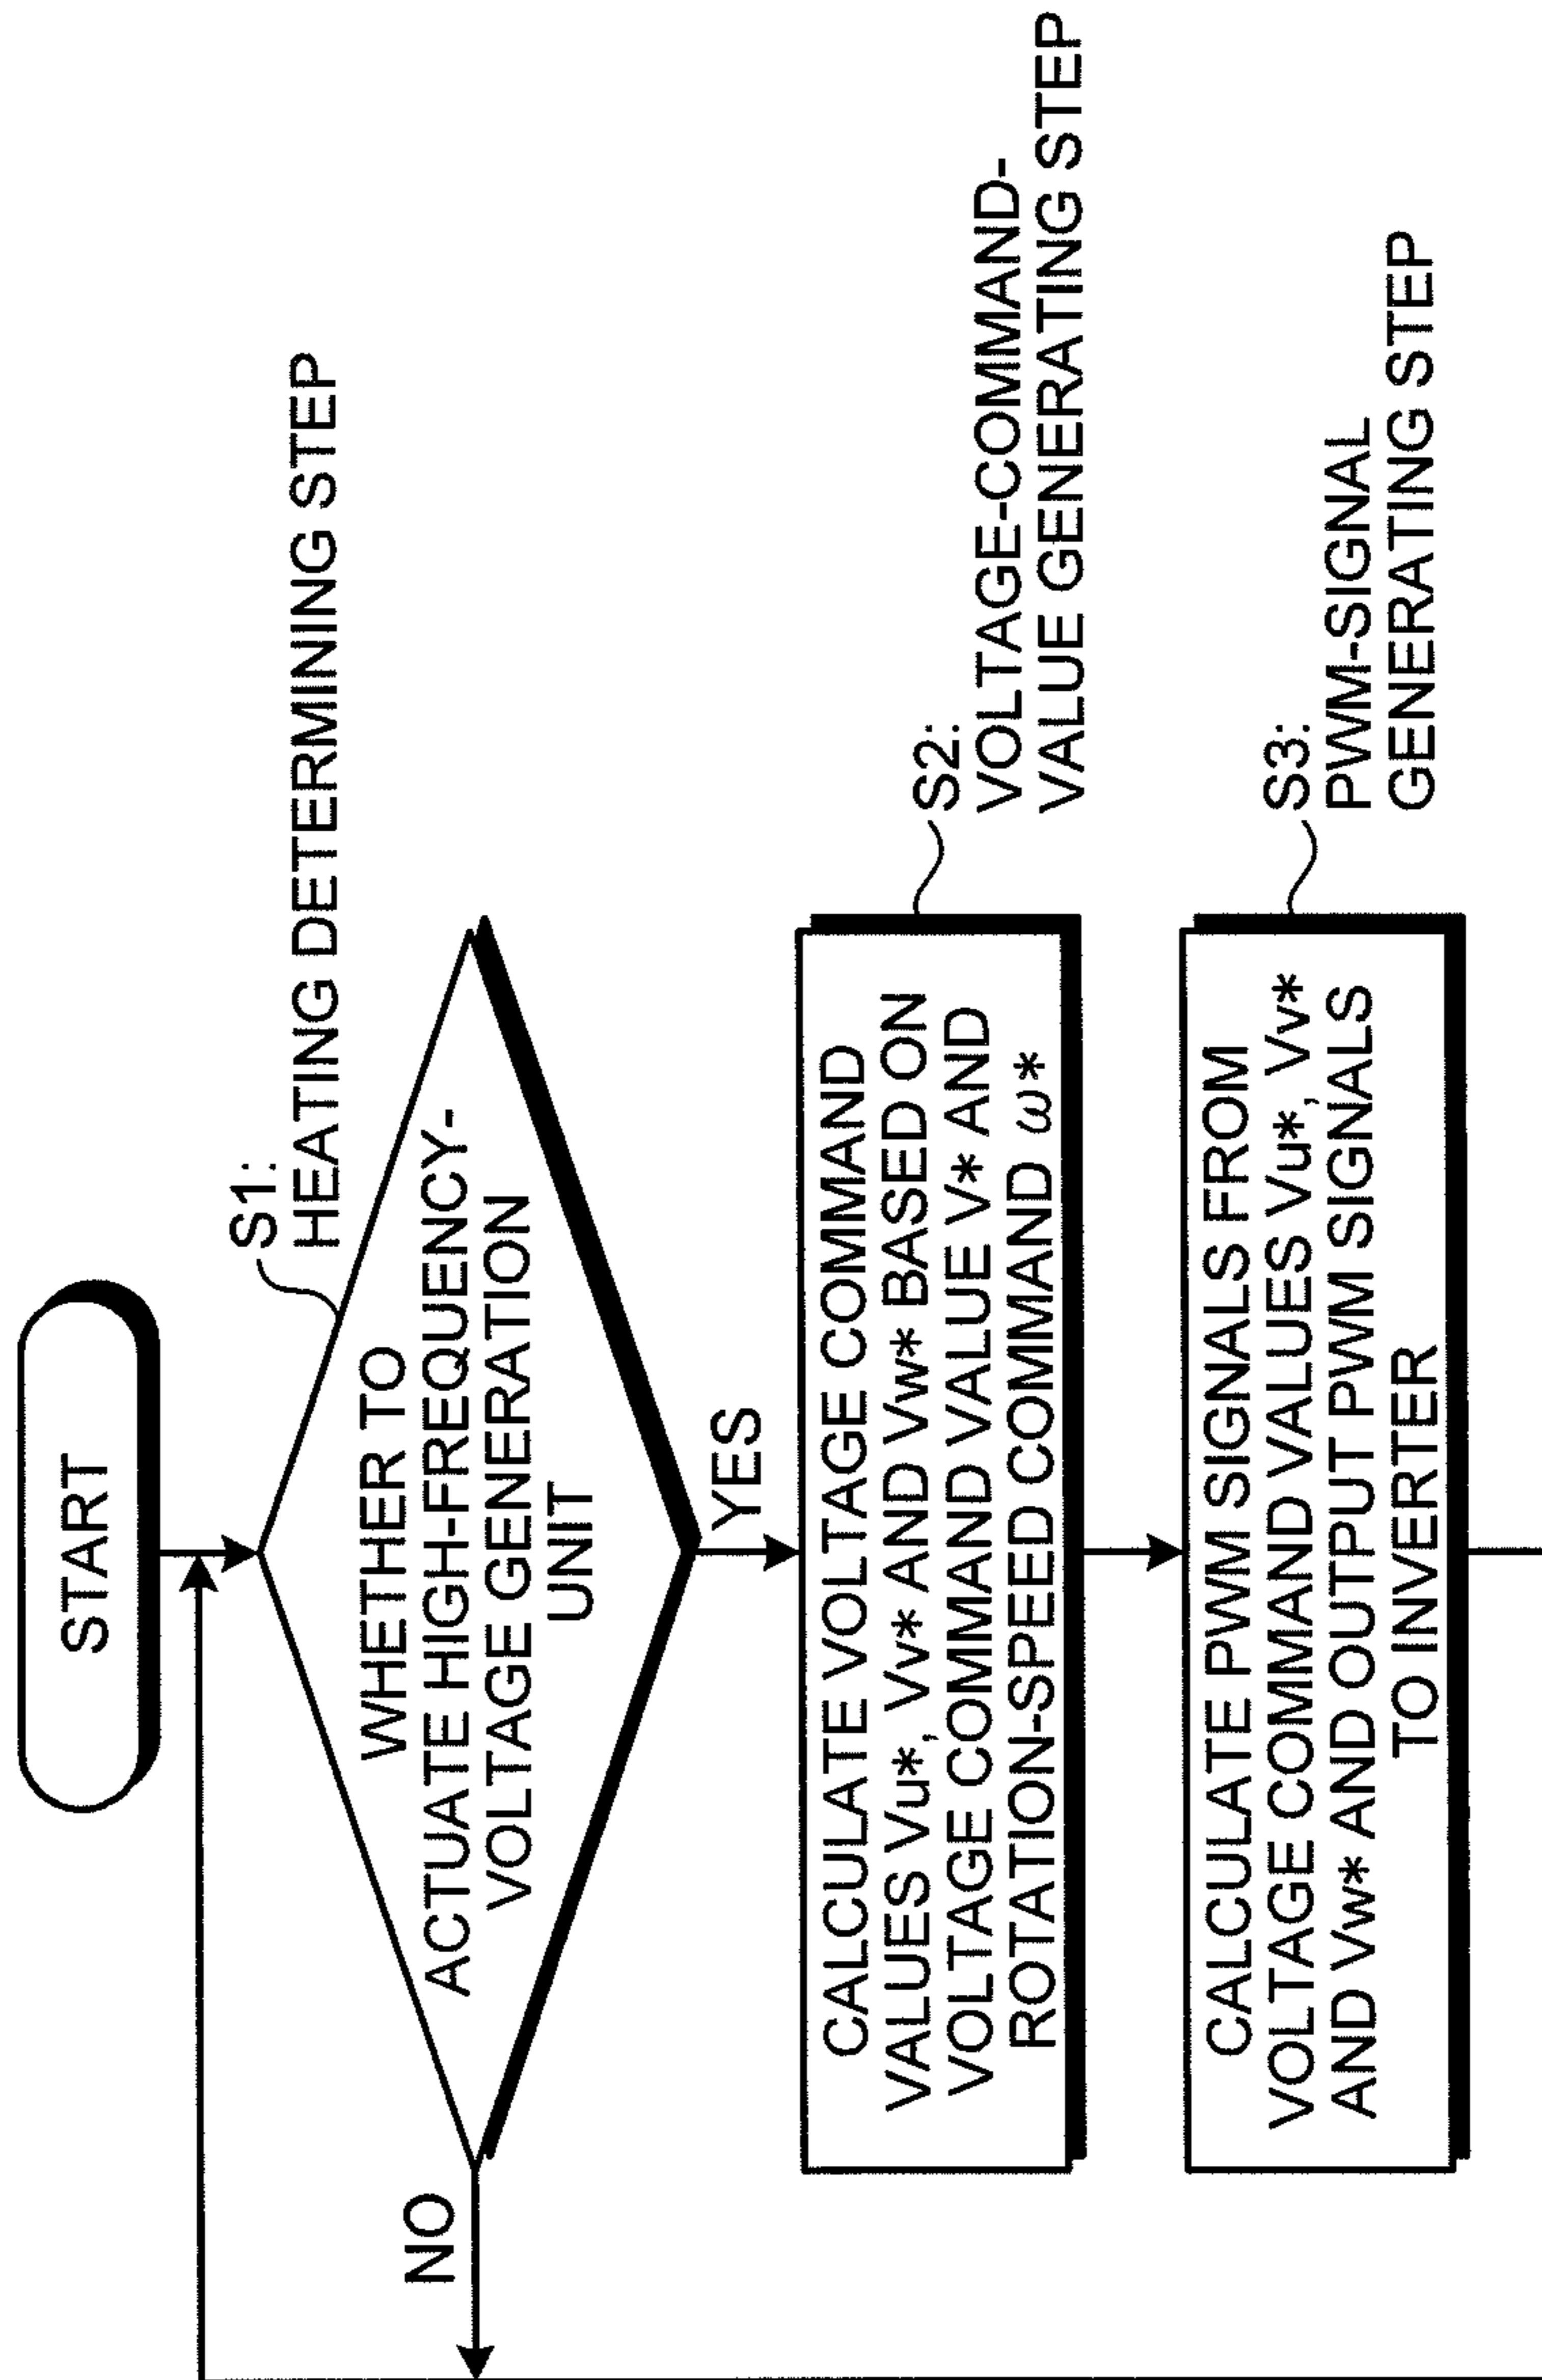 START
S1:
HEATING DETERMINING STEP
WHETHER TO
ACTUATE HIGH-FREQUENCY-
VOLTAGE GENERATION
UNIT
NO
YES
CALCULATE VOLTAGE COMMAND
VALUES Vu*, Vv* AND Vw* BASED ON
VOLTAGE COMMAND VALUE V* AND
ROTATION-SPEED COMMAND ω*
S2:
VOLTAGE-COMMAND-
VALUE GENERATING STEP
CALCULATE PWM SIGNALS FROM
VOLTAGE COMMAND VALUES Vu*, Vv*
AND Vw* AND OUTPUT PWM SIGNALS
TO INVERTER
S3:
PWM-SIGNAL
GENERATING STEP